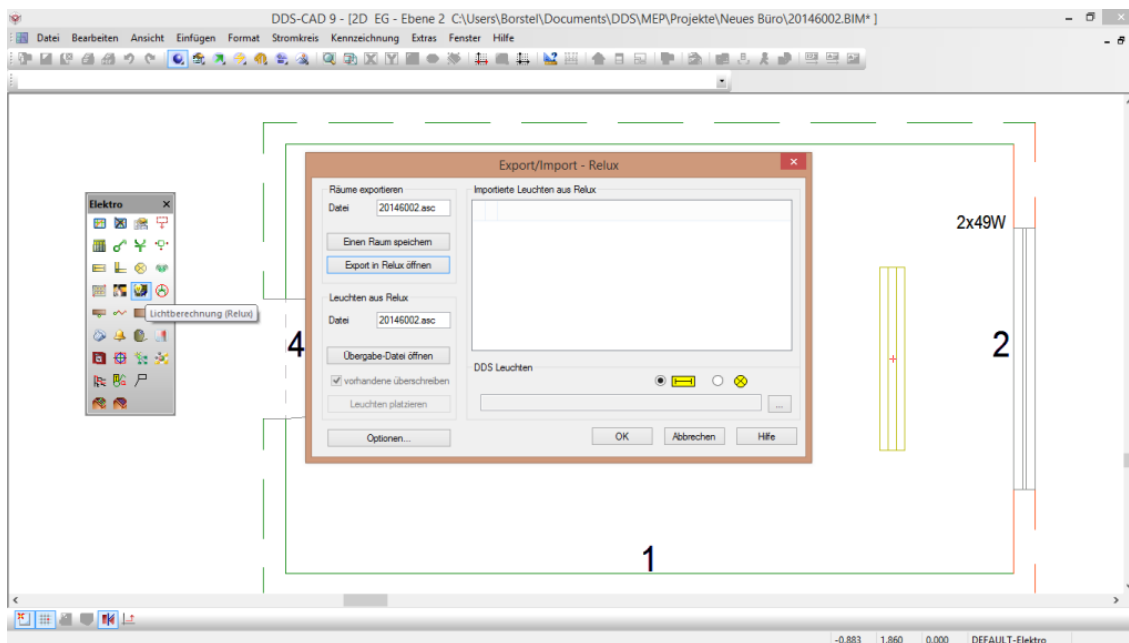 DDS-CAD 9 - [2D EG - Ebene 2 C:\Users\Borstel\Documents\DDS\MEP\Projekte\Neues Büro\20146002.BIM* ]
Datei Bearbeiten Ansicht Einfügen Format Stromkreis Kennzeichnung Extras Fenster Hilfe
Elektro
Lichtberechnung (Relux)
Export/Import - Relux
Räume exportieren
Datei 20146002.asc
Einen Raum speichern
Export in Relux öffnen
Leuchten aus Relux
Datei 20146002.asc
Übergabe-Datei öffnen
vorhandene überschreiben
Leuchten platzieren
Optionen...
Importierte Leuchten aus Relux
DDS Leuchten
...
OK Abbrechen Hilfe
2x49W
4
2
1
-0.883 1.860 0.000 DEFAULT-Elektro